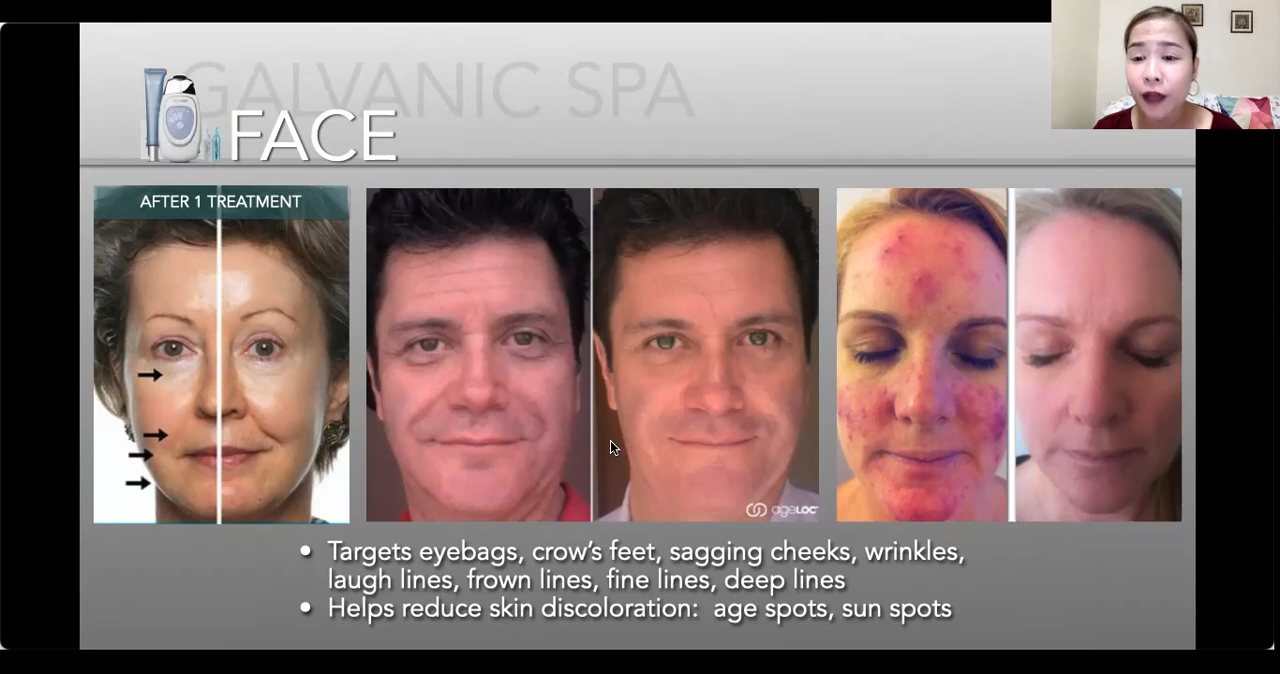 GALVANIC SPA
FACE
AFTER 1 TREATMENT
ageLOC
• Targets eyebags, crow's feet, sagging cheeks, wrinkles,
laugh lines, frown lines, fine lines, deep lines
• Helps reduce skin discoloration: age spots, sun spots